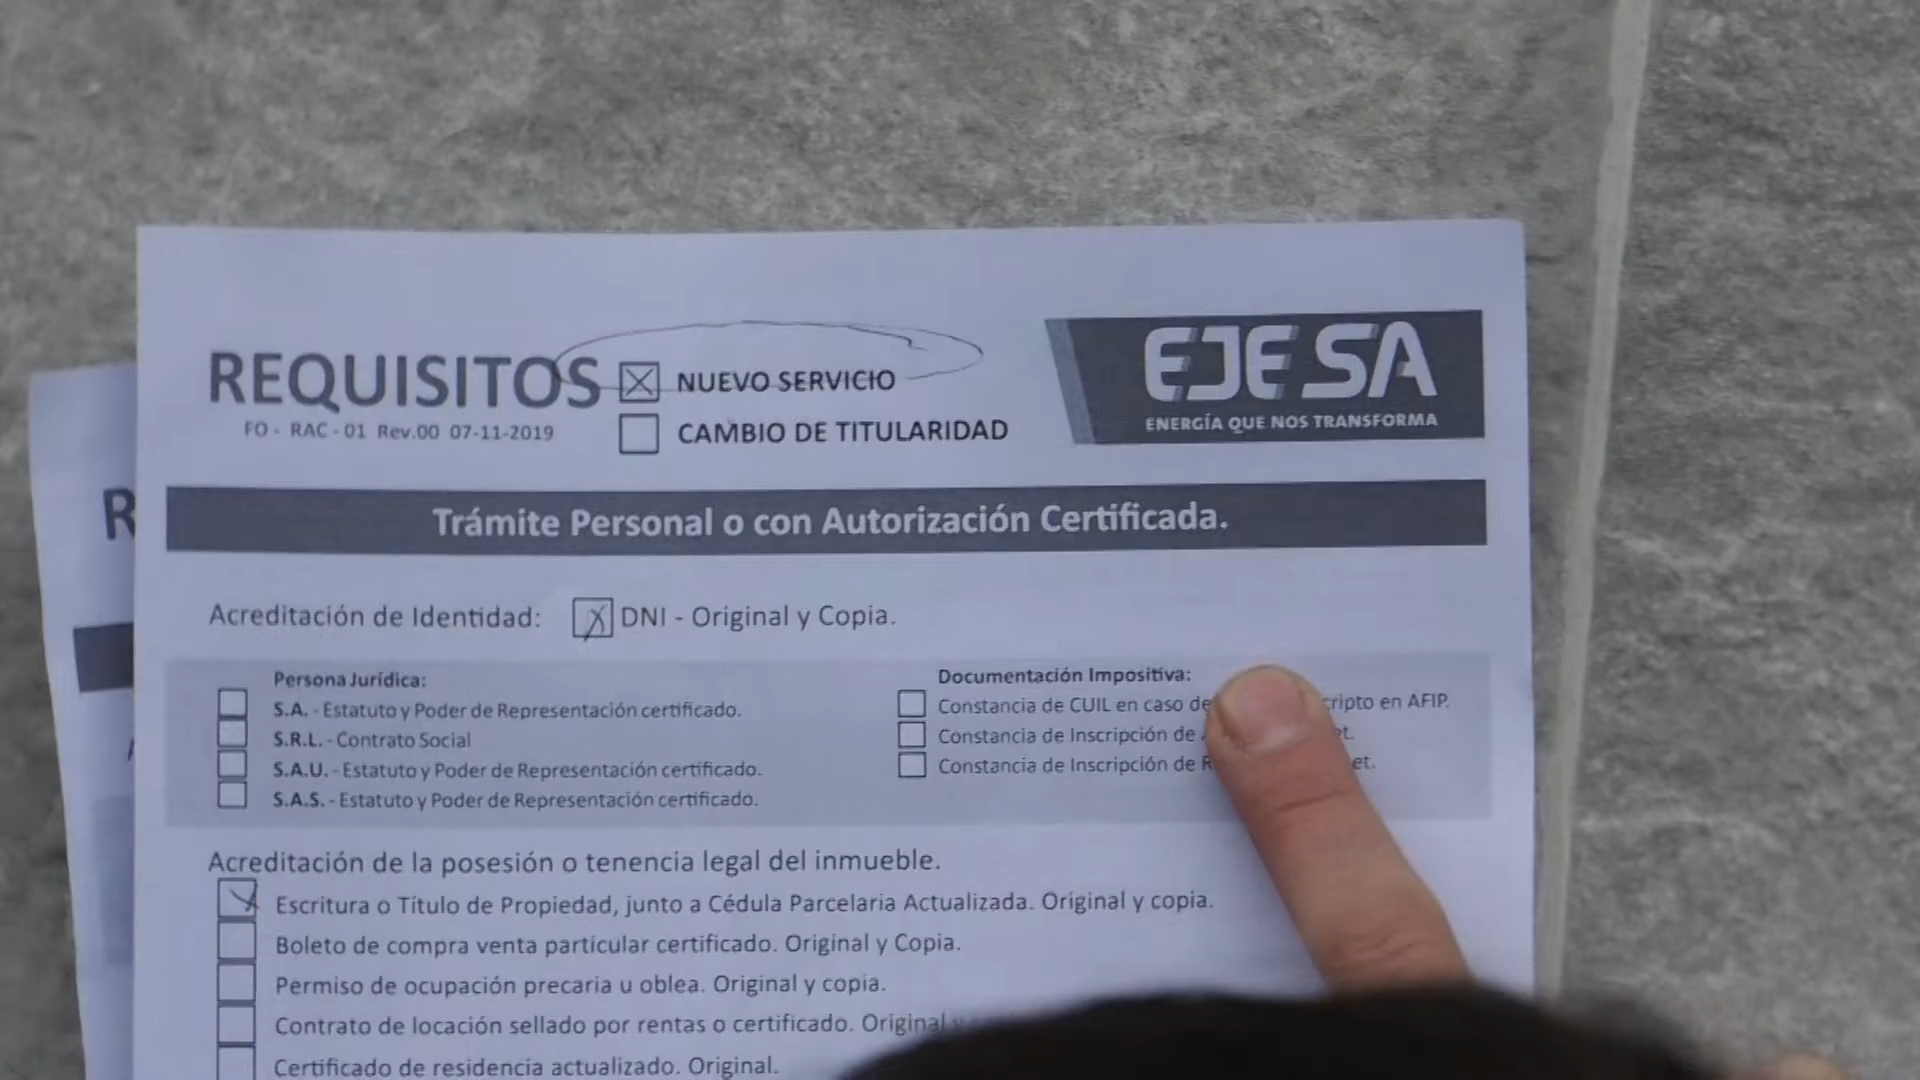 REQUISITOS
FO - RAC - 01 Rev.00 07-11-2019
NUEVO SERVICIO
CAMBIO DE TITULARIDAD
EJE SA
ENERGÍA QUE NOS TRANSFORMA
R
Trámite Personal o con Autorización Certificada.
Acreditación de Identidad: DNI - Original y Copia.
Persona Jurídica:
S.A. - Estatuto y Poder de Representación certificado.
S.R.L. - Contrato Social
S.A.U. - Estatuto y Poder de Representación certificado.
S.A.S. - Estatuto y Poder de Representación certificado.
Documentación Impositiva:
Constancia de CUIL en caso de en AFIP.
Constancia de Inscripción de
Constancia de Inscripción de
Acreditación de la posesión o tenencia legal del inmueble.
Escritura o Título de Propiedad, junto a Cédula Parcelaria Actualizada. Original y copia.
Boleto de compra venta particular certificado. Original y Copia.
Permiso de ocupación precaria u oblea. Original y copia.
Contrato de locación sellado por rentas o certificado. Original
Certificado de residencia actualizado. Original.